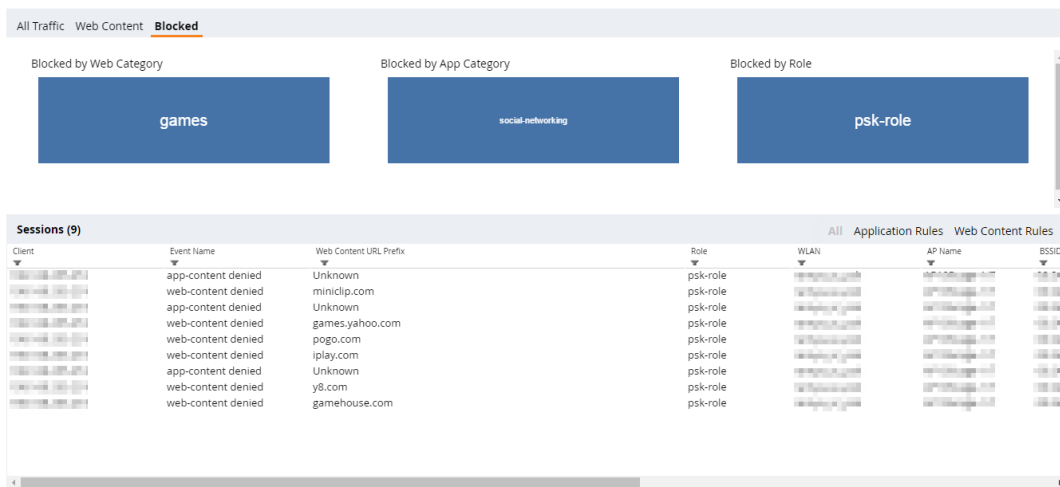 All Traffic Web Content Blocked
Blocked by Web Category Blocked by App Category Blocked by Role
games social-networking psk-role
Sessions (9) All Application Rules Web Content Rules
Client Event Name Web Content URL Prefix Role WLAN AP Name BSSID
app-content denied Unknown psk-role
web-content denied miniclip.com psk-role
app-content denied Unknown psk-role
web-content denied games.yahoo.com psk-role
web-content denied pogo.com psk-role
web-content denied iplay.com psk-role
app-content denied Unknown psk-role
web-content denied y8.com psk-role
web-content denied gamehouse.com psk-role